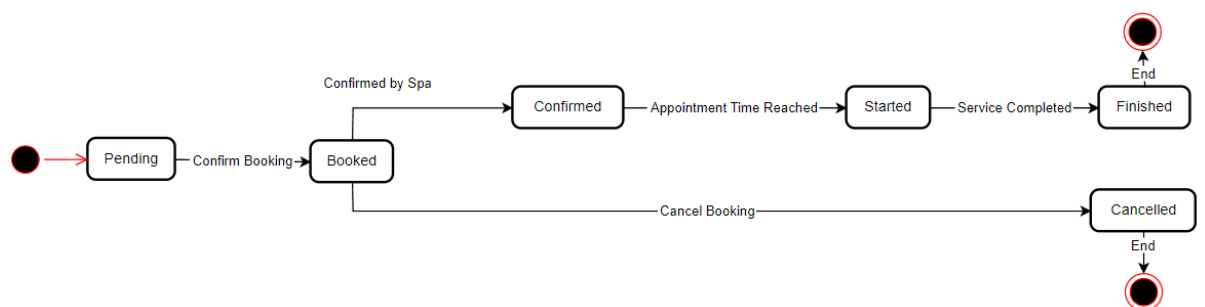 End
Confirmed by Spa
Confirmed
Appointment Time Reached
Started
Service Completed
Finished
Pending
Confirm Booking
Booked
Cancel Booking
Cancelled
End